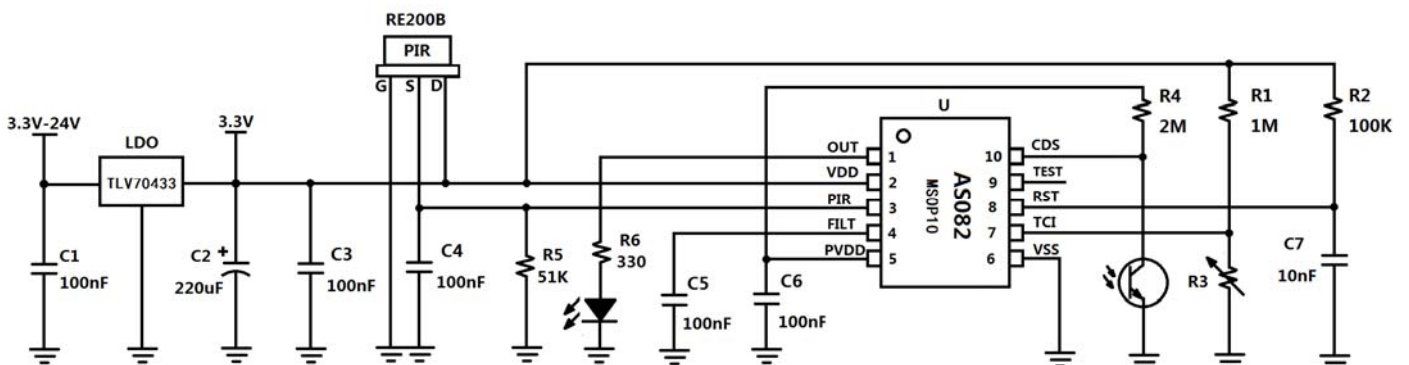 RE200B
PIR
G S D
3.3V-24V
LDO
TLV70433
3.3V
C1
100nF
C2
+
220uF
C3
100nF
C4
100nF
R5
51K
R6
330
C5
100nF
C6
100nF
U
AS082
MSOP10
OUT
1
VDD
2
PIR
3
FILT
4
PVDD
5
10
CDS
9
TEST
8
RST
7
TCI
6
VSS
R4
2M
R1
1M
R2
100K
R3
C7
10nF